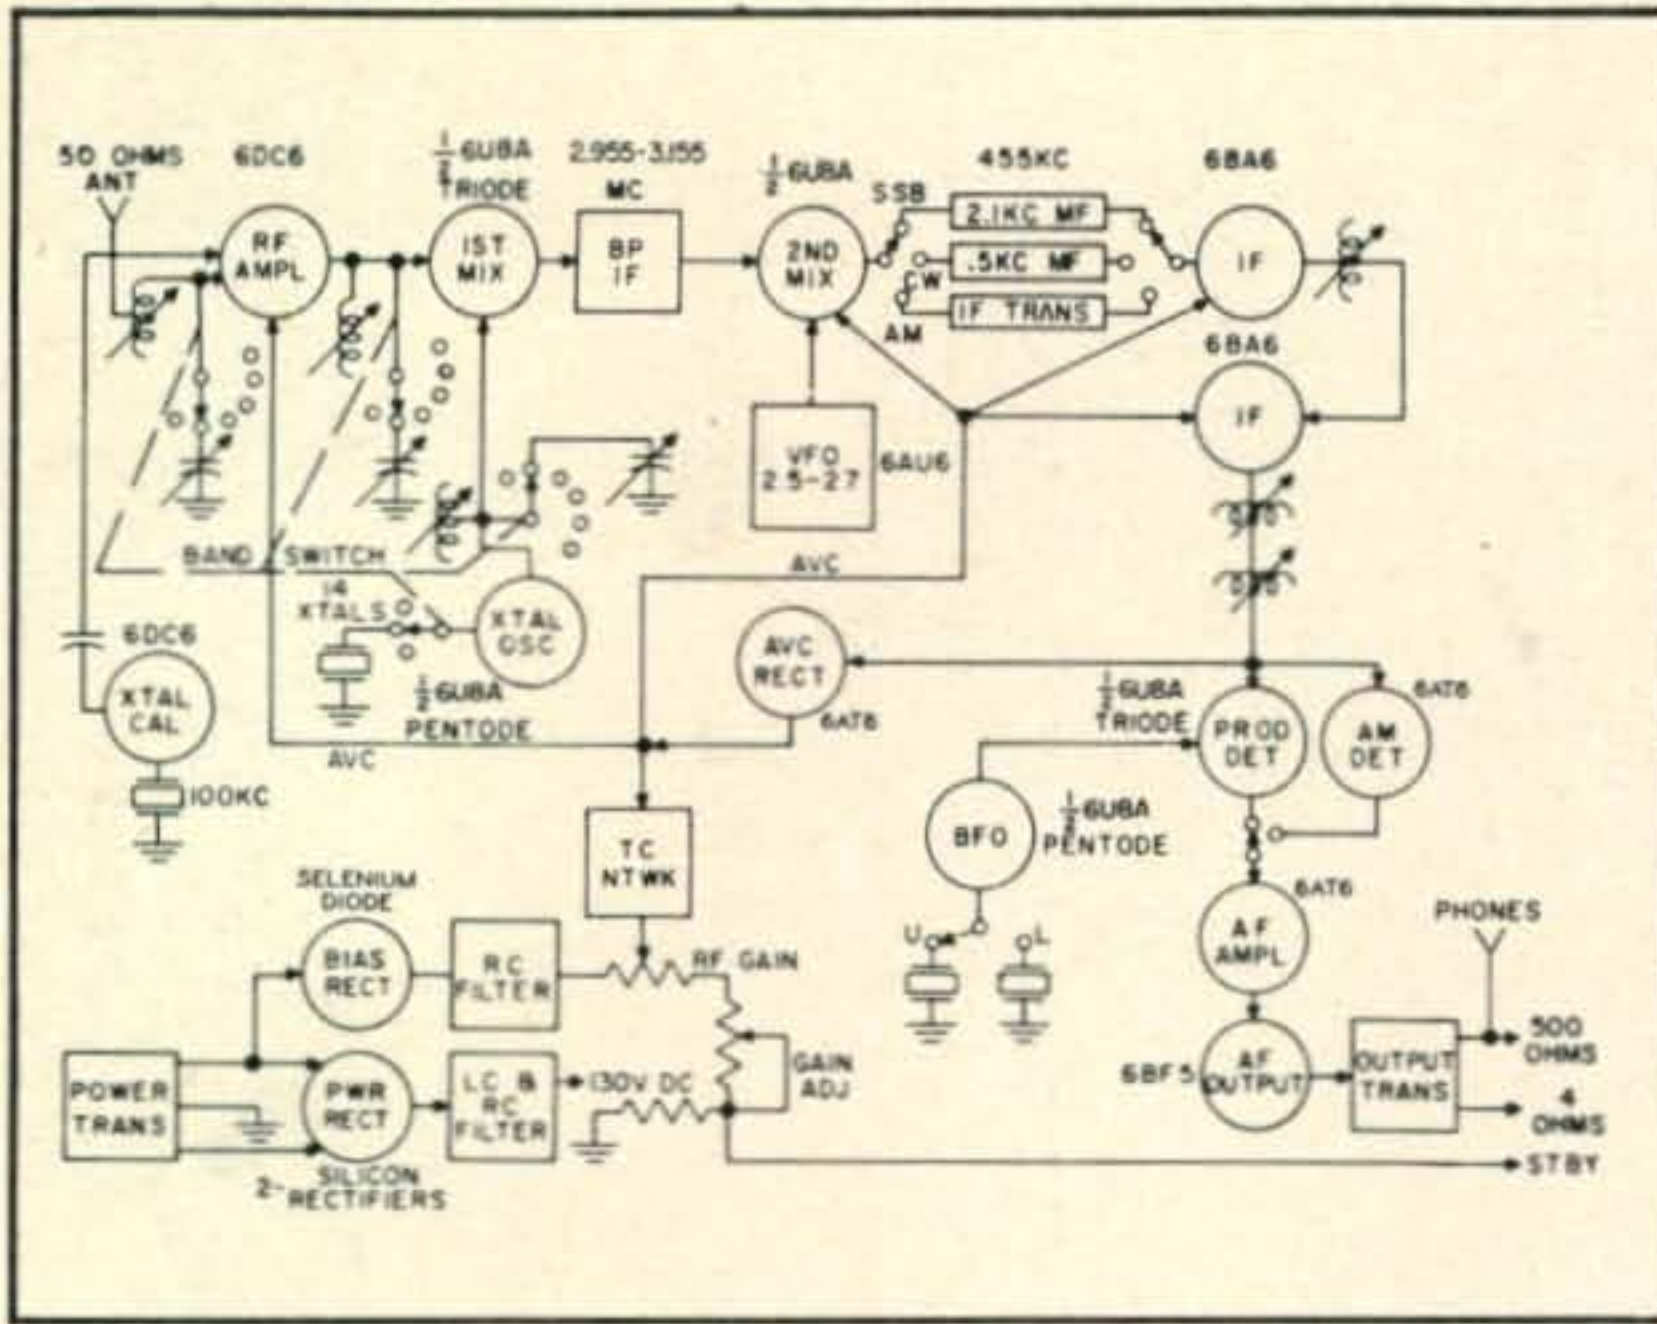 50 OHMS
ANT
6DC6
1/2 6U8A
TRIODE
2.955-3.155
MC
1/2 6U8A
SSB
455KC
6BA6
RF
AMPL
1ST
MIX
BP
IF
2ND
MIX
2.1KC MF
.5KC MF
CW
IF TRANS
AM
IF
6BA6
IF
VFO
2.5-2.7
6AU6
AVC
BAND SWITCH
14
XTALS
XTAL
OSC
1/2 6U8A
PENTODE
6DC6
XTAL
CAL
100KC
AVC
AVC
RECT
6AT6
1/2 6U8A
TRIODE
PROD
DET
6AT6
AM
DET
BFO
1/2 6U8A
PENTODE
U
L
TC
NTWK
6AT6
AF
AMPL
PHONES
SELENIUM
DIODE
BIAS
RECT
RC
FILTER
RF GAIN
GAIN
ADJ
POWER
TRANS
PWR
RECT
LC &
RC
FILTER
130V DC
2-SILICON
RECTIFIERS
6BF5
AF
OUTPUT
OUTPUT
TRANS
500
OHMS
4
OHMS
STBY